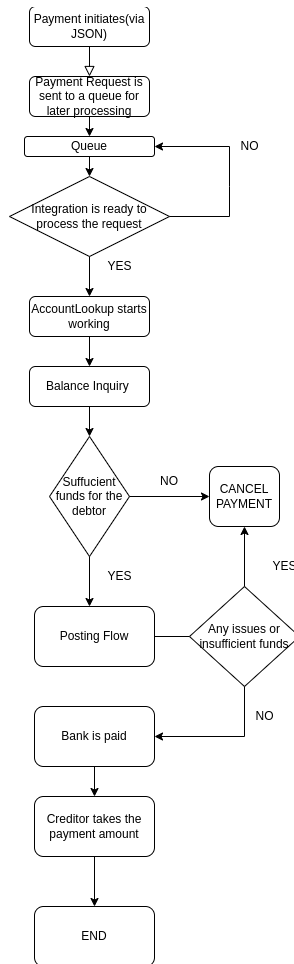 Payment initiates(via
JSON)
Payment Request is
sent to a queue for
later processing
Queue
NO
Integration is ready to
process the request
YES
AccountLookup starts
working
Balance Inquiry
Suffucient
funds for the
debtor
NO
CANCEL
PAYMENT
YES
YES
Posting Flow
Any issues or
insufficient funds
NO
Bank is paid
Creditor takes the
payment amount
END